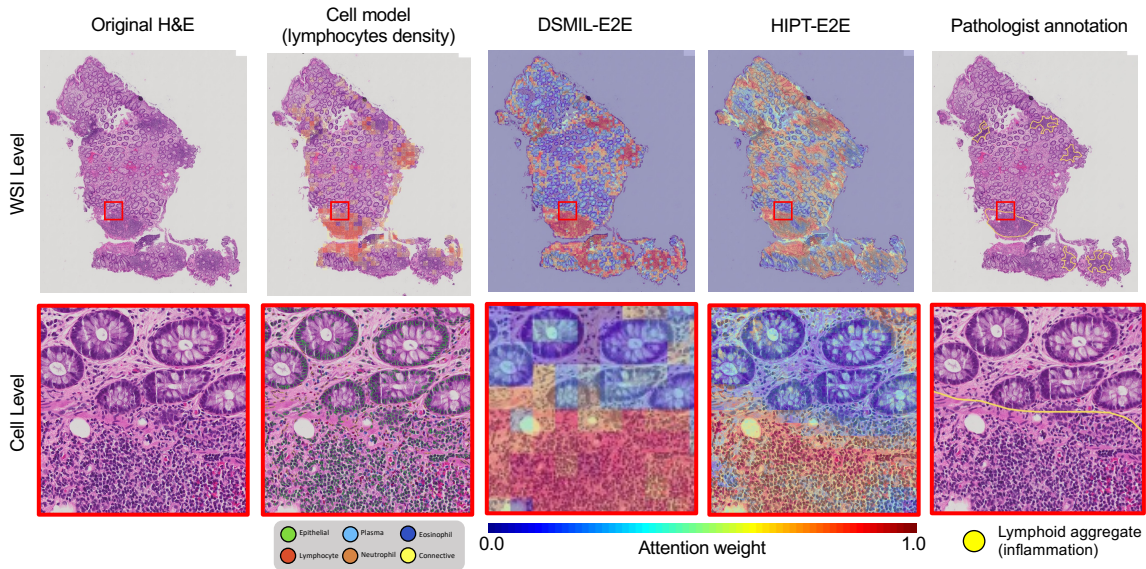 Original H&E
Cell model
(lymphocytes density)
DSMIL-E2E
HIPT-E2E
Pathologist annotation
WSI Level
Cell Level
Epithelial
Plasma
Eosinophil
Lymphocyte
Neutrophil
Connective
0.0
Attention weight
1.0
Lymphoid aggregate
(inflammation)